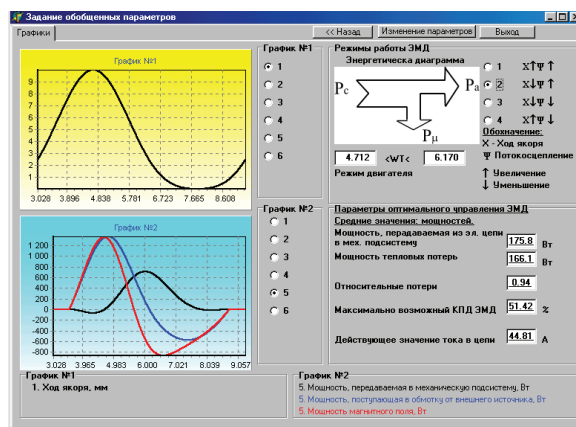 Задание обобщенных параметров
Графики
<< Назад
Изменение параметров
Выход
График №1
9
8
7
6
5
4
3
2
1
3.028 3.896 4.838 5.781 6.723 7.665 8.608
График №1
1
2
3
4
5
6
Режимы работы ЭМД
Энергетическа диаграмма
Pc
Pa
Pμ
1 X↑Ψ↑
2 X↓Ψ↑
3 X↓Ψ↓
4 X↑Ψ↓
Обозначение:
X - Ход якоря
Ψ Потокосцепление
↑ Увеличение
↓ Уменьшение
4.712 <WT< 6.170
Режим двигателя
График №2
1 200
1 000
800
600
400
200
0
-200
-400
-600
-800
3.028 3.965 4.983 6.000 7.021 8.039 9.057
График №2
1
2
3
4
5
6
Параметры оптимального управления ЭМД
Средние значения: мощностей.
Мощность, передаваемая из эл. цепи
в мех. подсистему 175.8 Вт
Мощность тепловых потерь 166.1 Вт
Относительные потери 0.94
Максимально возможный КПД ЭМД 51.42 %
Действующее значение тока в цепи 44.81 А
График №1
1. Ход якоря, мм
График №2
5. Мощность, передаваемая в механическую подсистему, Вт
5. Мощность, поступающая в обмотку от внешнего источника, Вт
5. Мощность магнитного поля, Вт